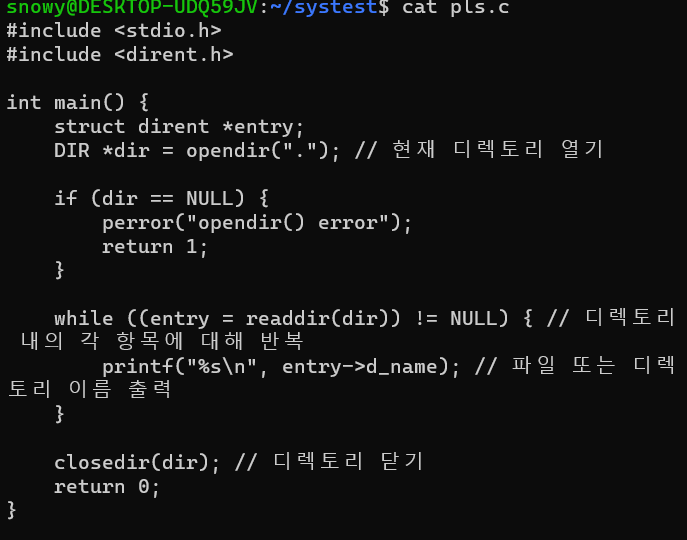 snowy@DESKTOP-UDQ59JV:~/systest$ cat pls.c
#include <stdio.h>
#include <dirent.h>

int main() {
    struct dirent *entry;
    DIR *dir = opendir("."); // 현재 디렉토리 열기

    if (dir == NULL) {
        perror("opendir() error");
        return 1;
    }

    while ((entry = readdir(dir)) != NULL) { // 디렉토리
 내의 각 항목에 대해 반복
        printf("%s\n", entry->d_name); // 파일 또는 디렉
토리 이름 출력
    }

    closedir(dir); // 디렉토리 닫기
    return 0;
}